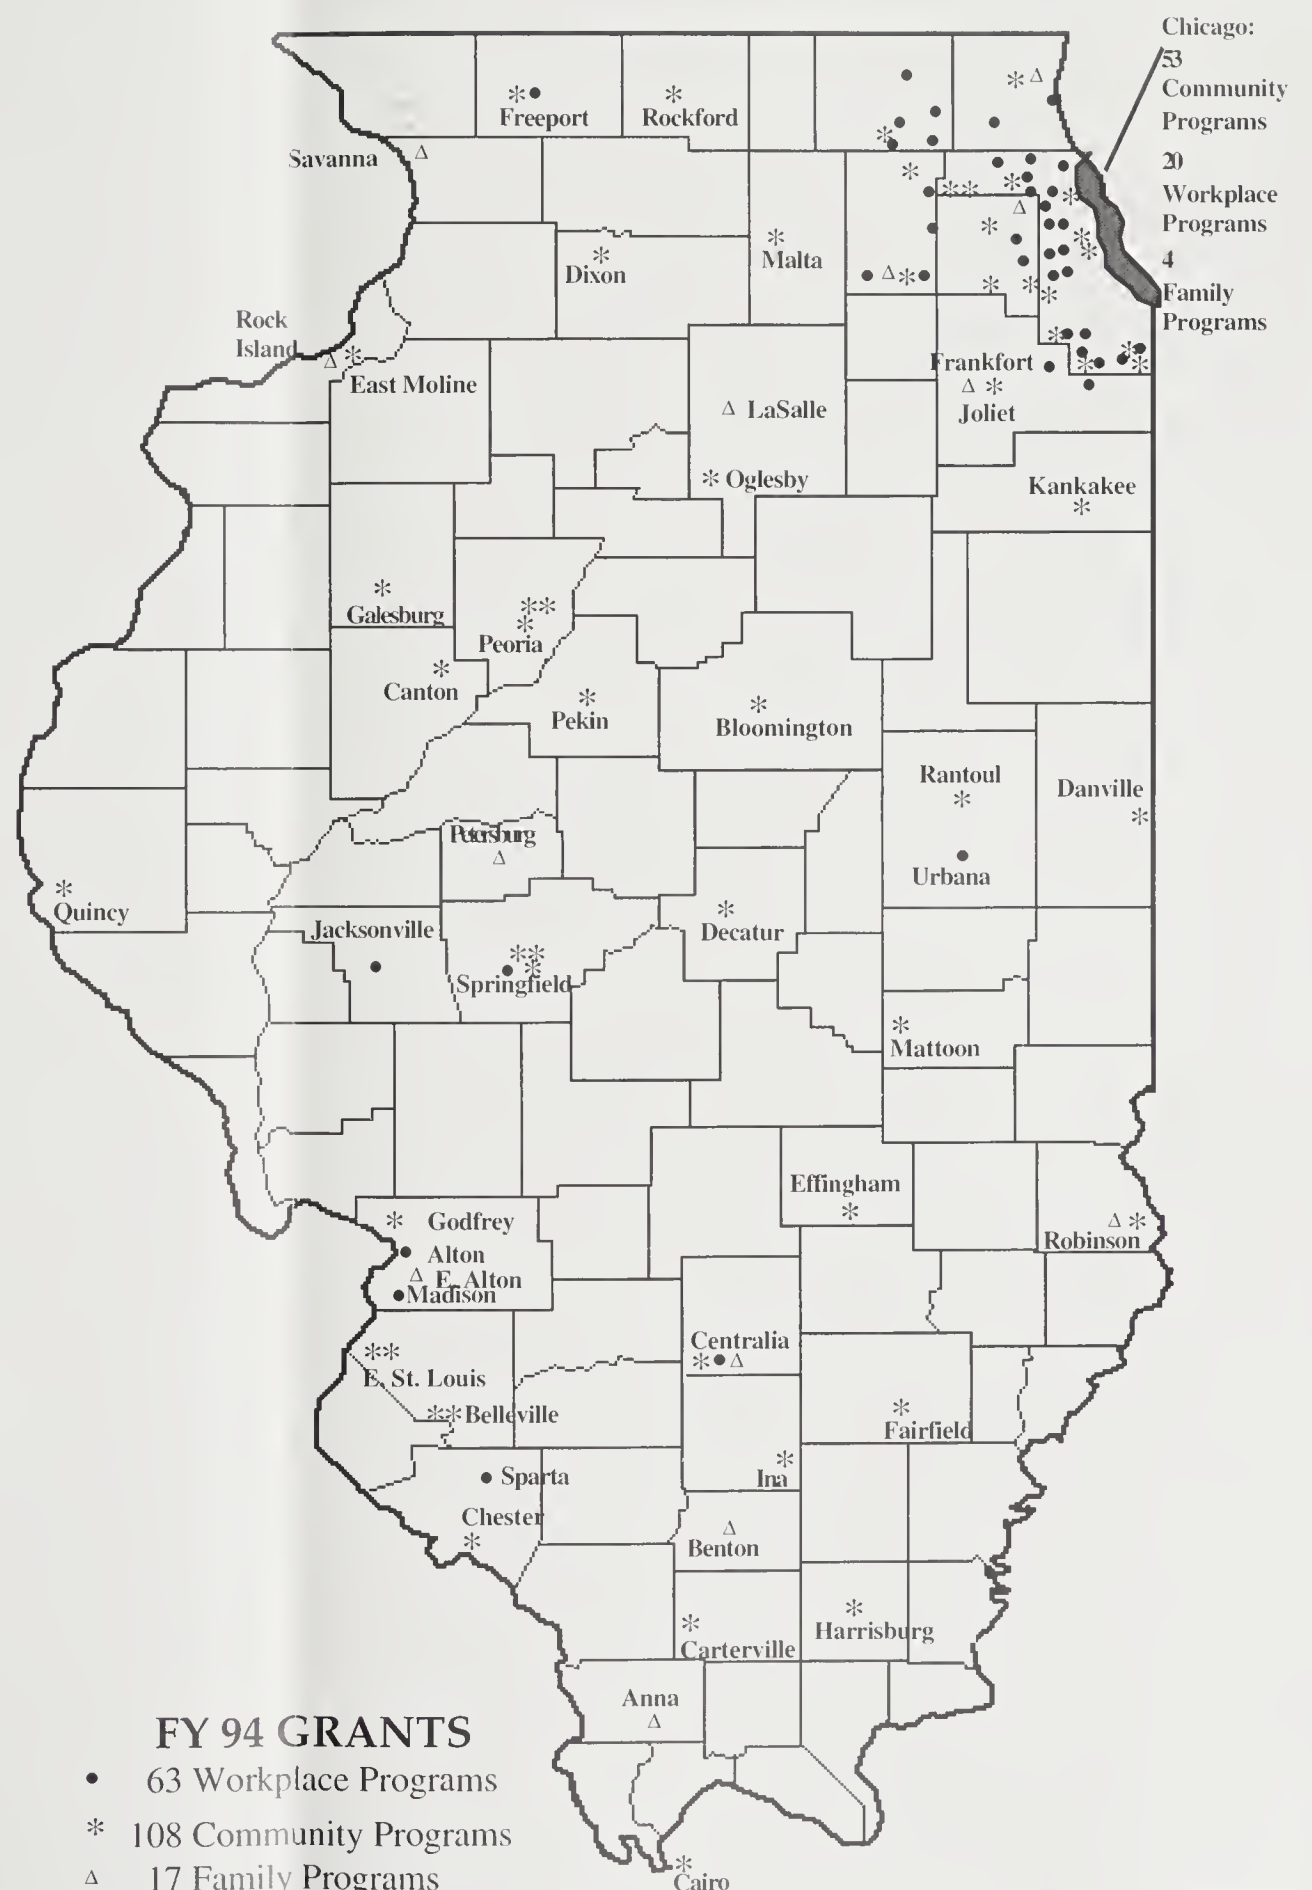 Chicago:
53
Community
Programs
20
Workplace
Programs
4
Family
Programs
* •
Freeport
*
Rockford
* Δ
Savanna Δ
*
Dixon
*
Malta
Δ *
Rock
Island
Δ *
East Moline
Frankfort
Δ *
Joliet
Δ LaSalle
* Oglesby
Kankakee
*
*
Galesburg
**
*
Peoria
*
Canton
*
Pekin
*
Bloomington
Rantoul
*
Danville
*
•
Urbana
Petersburg
Δ
*
Quincy
Jacksonville
•
*
Decatur
**
• *
Springfield
*
Mattoon
Effingham
*
* Godfrey
• Alton
Δ E. Alton
• Madison
Δ *
Robinson
**
E. St. Louis
** Belleville
Centralia
* • Δ
*
Fairfield
*
Ina
• Sparta
Chester
*
Δ
Benton
*
Carterville
*
Harrisburg
Anna
Δ
*
Cairo
FY 94 GRANTS
• 63 Workplace Programs
* 108 Community Programs
Δ 17 Family Programs